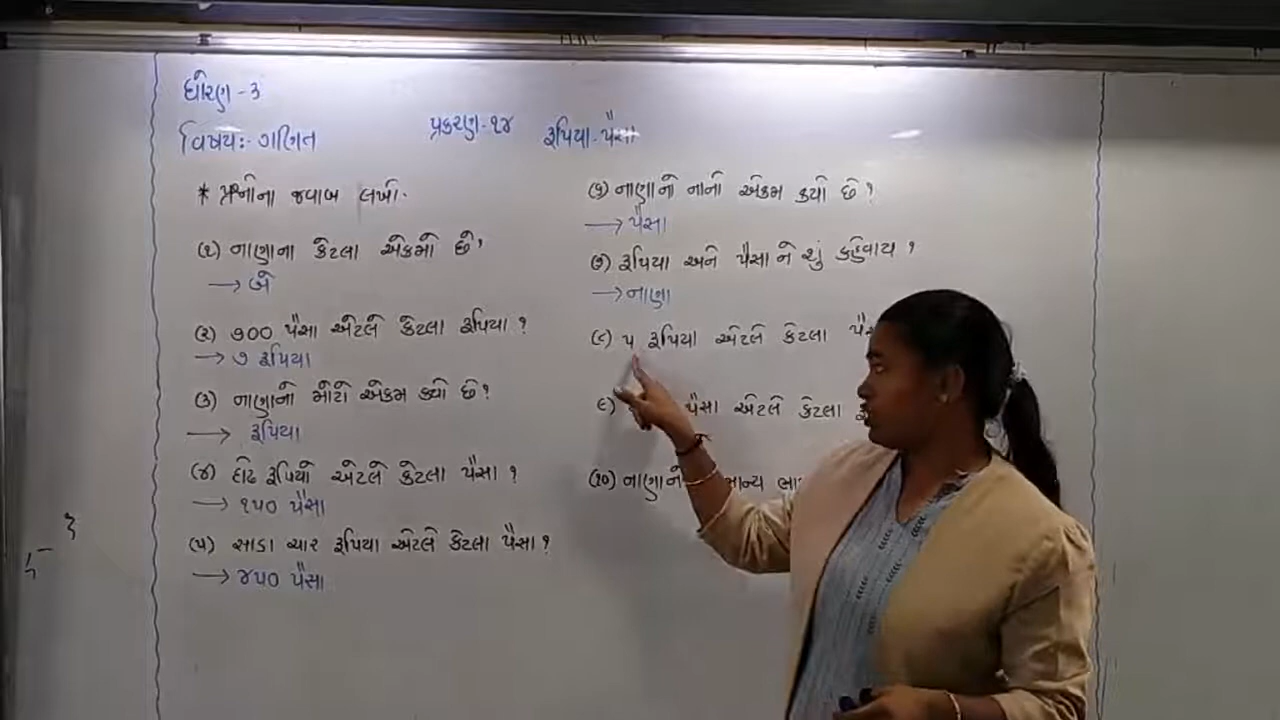 ધોરણ - ૩
વિષયઃ- ગણિત
પ્રકરણ-૧૪ રૂપિયા-પૈસા
* પ્રશ્નોના જવાબ લખો.
(૧) નાણાના કેટલા એકમો છે?
→ બે
(૨) ૭૦૦ પૈસા એટલે કેટલા રૂપિયા ?
→ ૭ રૂપિયા
(૩) નાણાનો મોટો એકમ ક્યો છે?
→ રૂપિયા
(૪) દોઢ રૂપિયો એટલે કેટલા પૈસા ?
→ ૧૫૦ પૈસા
(૫) સાડા ચાર રૂપિયા એટલે કેટલા પૈસા ?
→ ૪૫૦ પૈસા
(૬) નાણાનો નાનો એકમ ક્યો છે ?
→ પૈસા
(૭) રૂપિયા અને પૈસા ને શું કહેવાય ?
→ નાણા
(૮) ૫ રૂપિયા એટલે કેટલા
૯) પૈસા એટલે કેટલા
(૧૦)